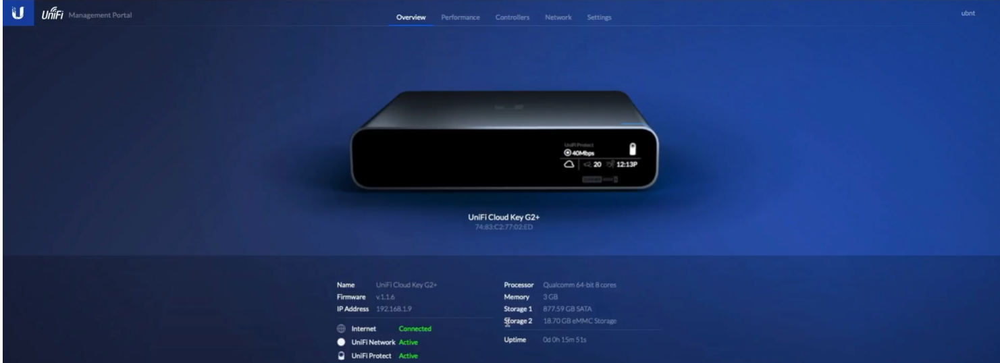 UniFi Management Portal
Overview Performance Controllers Network Settings
ubnt
UniFi Protect
40Mbps
20 12:13P
UniFi Cloud Key G2+
74:83:C2:77:02:ED
Name UniFi Cloud Key G2+
Firmware v.1.1.6
IP Address 192.168.1.9
Internet Connected
UniFi Network Active
UniFi Protect Active
Processor Qualcomm 64-bit 8 cores
Memory 3 GB
Storage 1 877.59 GB SATA
Storage 2 18.70 GB eMMC Storage
Uptime 0d 0h 15m 51s